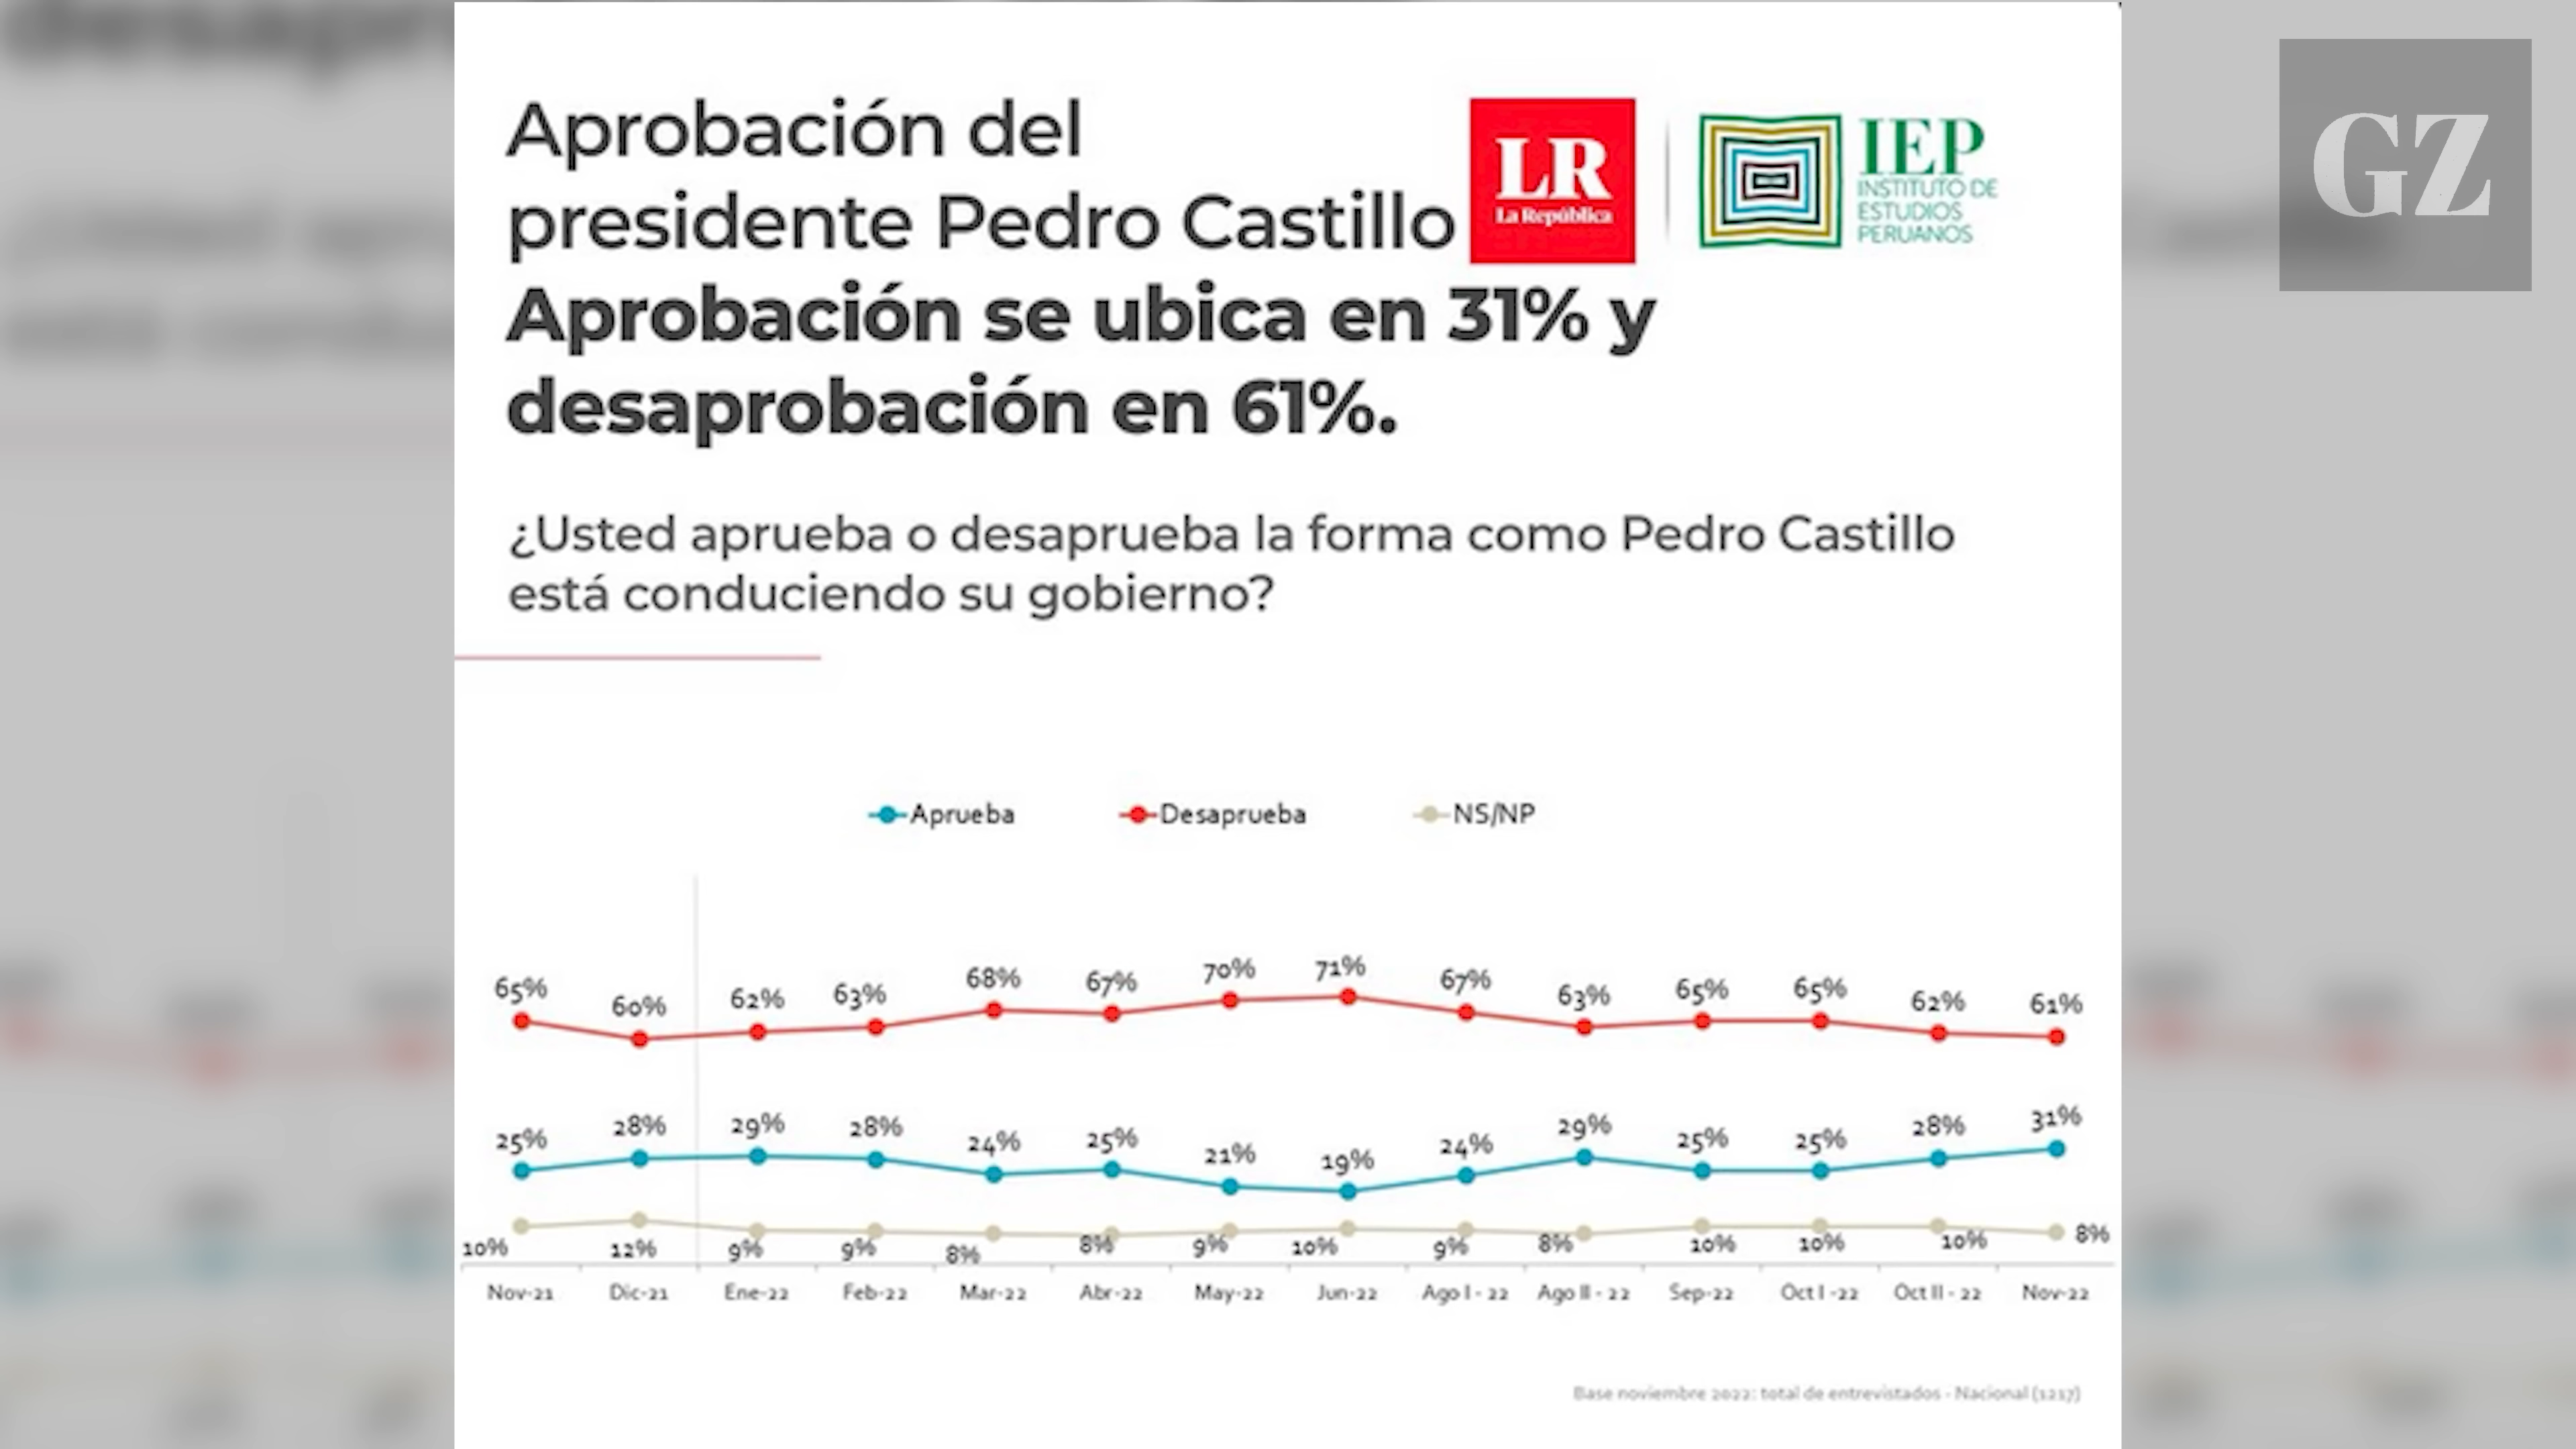 GZ
Aprobación del
presidente Pedro Castillo
LR
La República
IEP
INSTITUTO DE
ESTUDIOS
PERUANOS
Aprobación se ubica en 31% y
desaprobación en 61%.
¿Usted aprueba o desaprueba la forma como Pedro Castillo
está conduciendo su gobierno?
Aprueba Desaprueba NS/NP
65% 60% 62% 63% 68% 67% 70% 71% 67% 63% 65% 65% 62% 61%
25% 28% 29% 28% 24% 25% 21% 19% 24% 29% 25% 25% 28% 31%
10% 12% 9% 9% 8% 8% 9% 10% 9% 8% 10% 10% 10% 8%
Nov-21 Dic-21 Ene-22 Feb-22 Mar-22 Abr-22 May-22 Jun-22 Ago I - 22 Ago II - 22 Sep-22 Oct I -22 Oct II - 22 Nov-22
Base noviembre 2022: total de entrevistados - Nacional (1217)